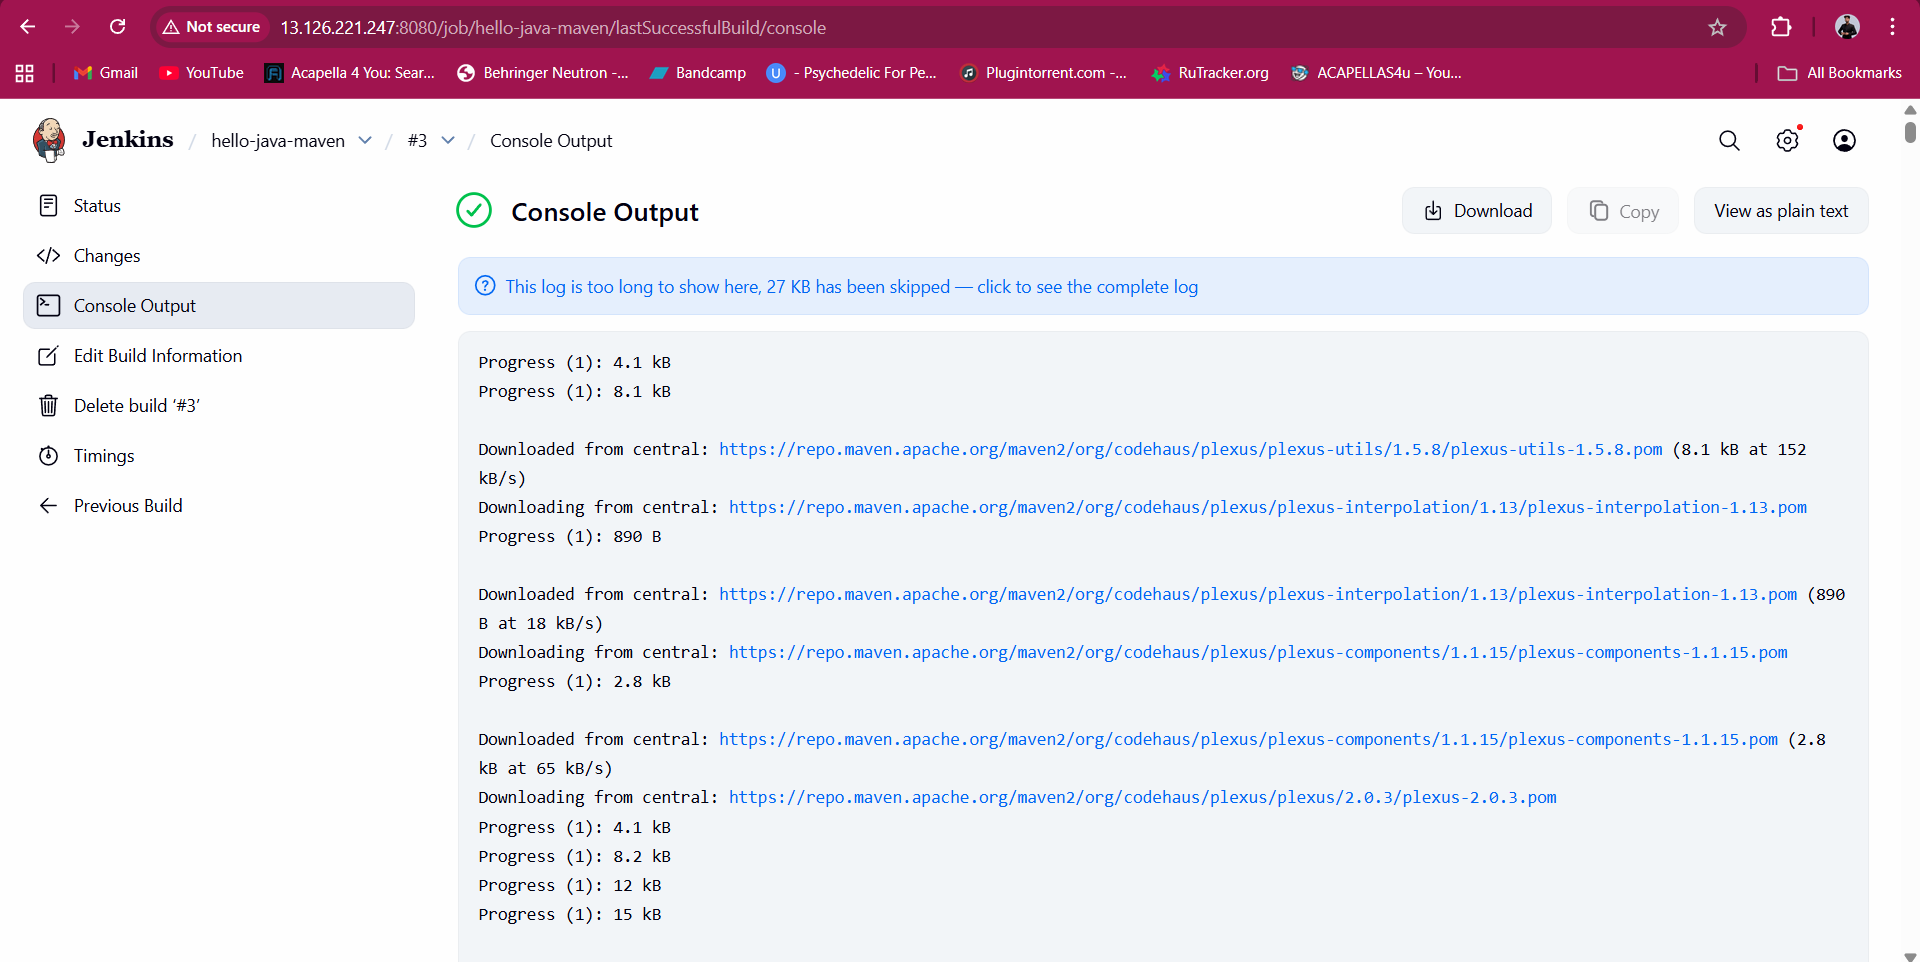 Not secure 13.126.221.247:8080/job/hello-java-maven/lastSuccessfulBuild/console
Gmail YouTube Acapella 4 You: Sear... Behringer Neutron -... Bandcamp U - Psychedelic For Pe... Plugintorrent.com -... RuTracker.org ACAPELLAS4u – You... All Bookmarks
Jenkins / hello-java-maven / #3 / Console Output
Status
Changes
Console Output
Edit Build Information
Delete build ‘#3’
Timings
Previous Build
Console Output
Download Copy View as plain text
This log is too long to show here, 27 KB has been skipped — click to see the complete log
Progress (1): 4.1 kB
Progress (1): 8.1 kB
Downloaded from central: https://repo.maven.apache.org/maven2/org/codehaus/plexus/plexus-utils/1.5.8/plexus-utils-1.5.8.pom (8.1 kB at 152
kB/s)
Downloading from central: https://repo.maven.apache.org/maven2/org/codehaus/plexus/plexus-interpolation/1.13/plexus-interpolation-1.13.pom
Progress (1): 890 B
Downloaded from central: https://repo.maven.apache.org/maven2/org/codehaus/plexus/plexus-interpolation/1.13/plexus-interpolation-1.13.pom (890
B at 18 kB/s)
Downloading from central: https://repo.maven.apache.org/maven2/org/codehaus/plexus/plexus-components/1.1.15/plexus-components-1.1.15.pom
Progress (1): 2.8 kB
Downloaded from central: https://repo.maven.apache.org/maven2/org/codehaus/plexus/plexus-components/1.1.15/plexus-components-1.1.15.pom (2.8
kB at 65 kB/s)
Downloading from central: https://repo.maven.apache.org/maven2/org/codehaus/plexus/plexus/2.0.3/plexus-2.0.3.pom
Progress (1): 4.1 kB
Progress (1): 8.2 kB
Progress (1): 12 kB
Progress (1): 15 kB